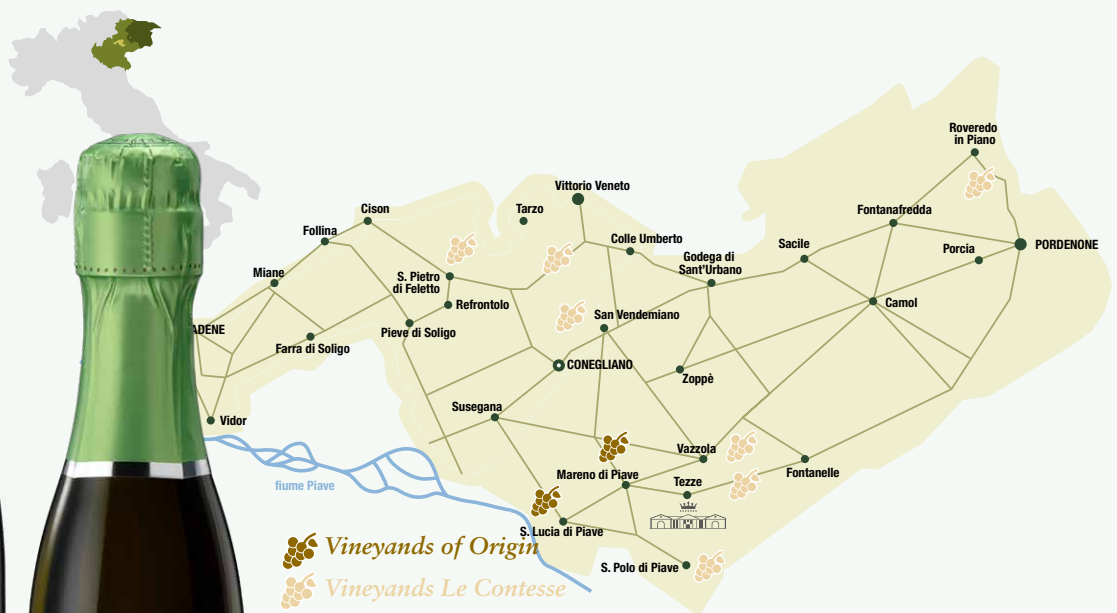 Roveredo
in Piano
Vittorio Veneto
Cison
Tarzo
Fontanafredda
Follina
Colle Umberto
Sacile
PORDENONE
Porcia
Godega di
Sant'Urbano
Miane
S. Pietro
di Feletto
Refrontolo
Camol
San Vendemiano
ADENE
Pieve di Soligo
Farra di Soligo
CONEGLIANO
Zoppè
Susegana
Vidor
Vazzola
Mareno di Piave
Tezze
Fontanelle
fiume Piave
S. Lucia di Piave
Vineyands of Origin
S. Polo di Piave
Vineyands Le Contesse